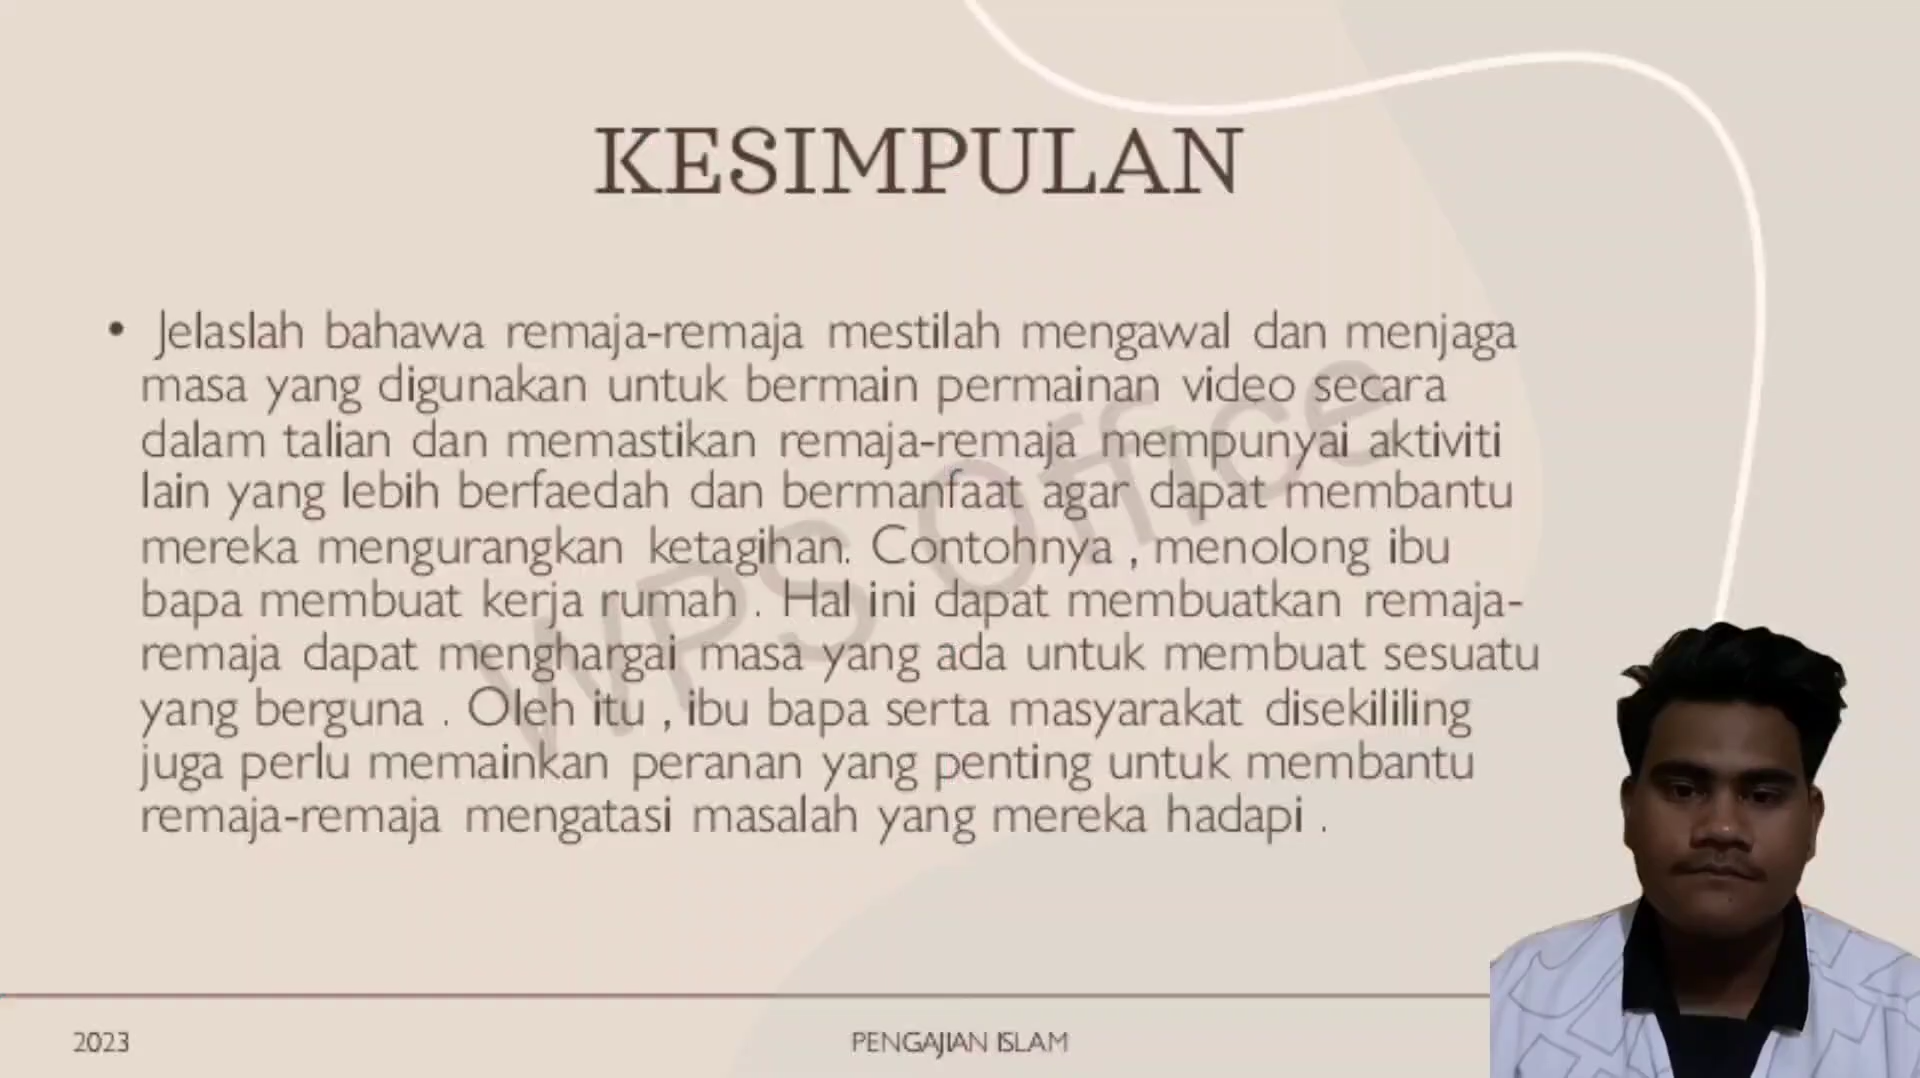 KESIMPULAN
• Jelaslah bahawa remaja-remaja mestilah mengawal dan menjaga
masa yang digunakan untuk bermain permainan video secara
dalam talian dan memastikan remaja-remaja mempunyai aktiviti
lain yang lebih berfaedah dan bermanfaat agar dapat membantu
mereka mengurangkan ketagihan. Contohnya , menolong ibu
bapa membuat kerja rumah . Hal ini dapat membuatkan remaja-
remaja dapat menghargai masa yang ada untuk membuat sesuatu
yang berguna . Oleh itu , ibu bapa serta masyarakat disekililing
juga perlu memainkan peranan yang penting untuk membantu
remaja-remaja mengatasi masalah yang mereka hadapi .
WPS Office
2023
PENGAJIAN ISLAM